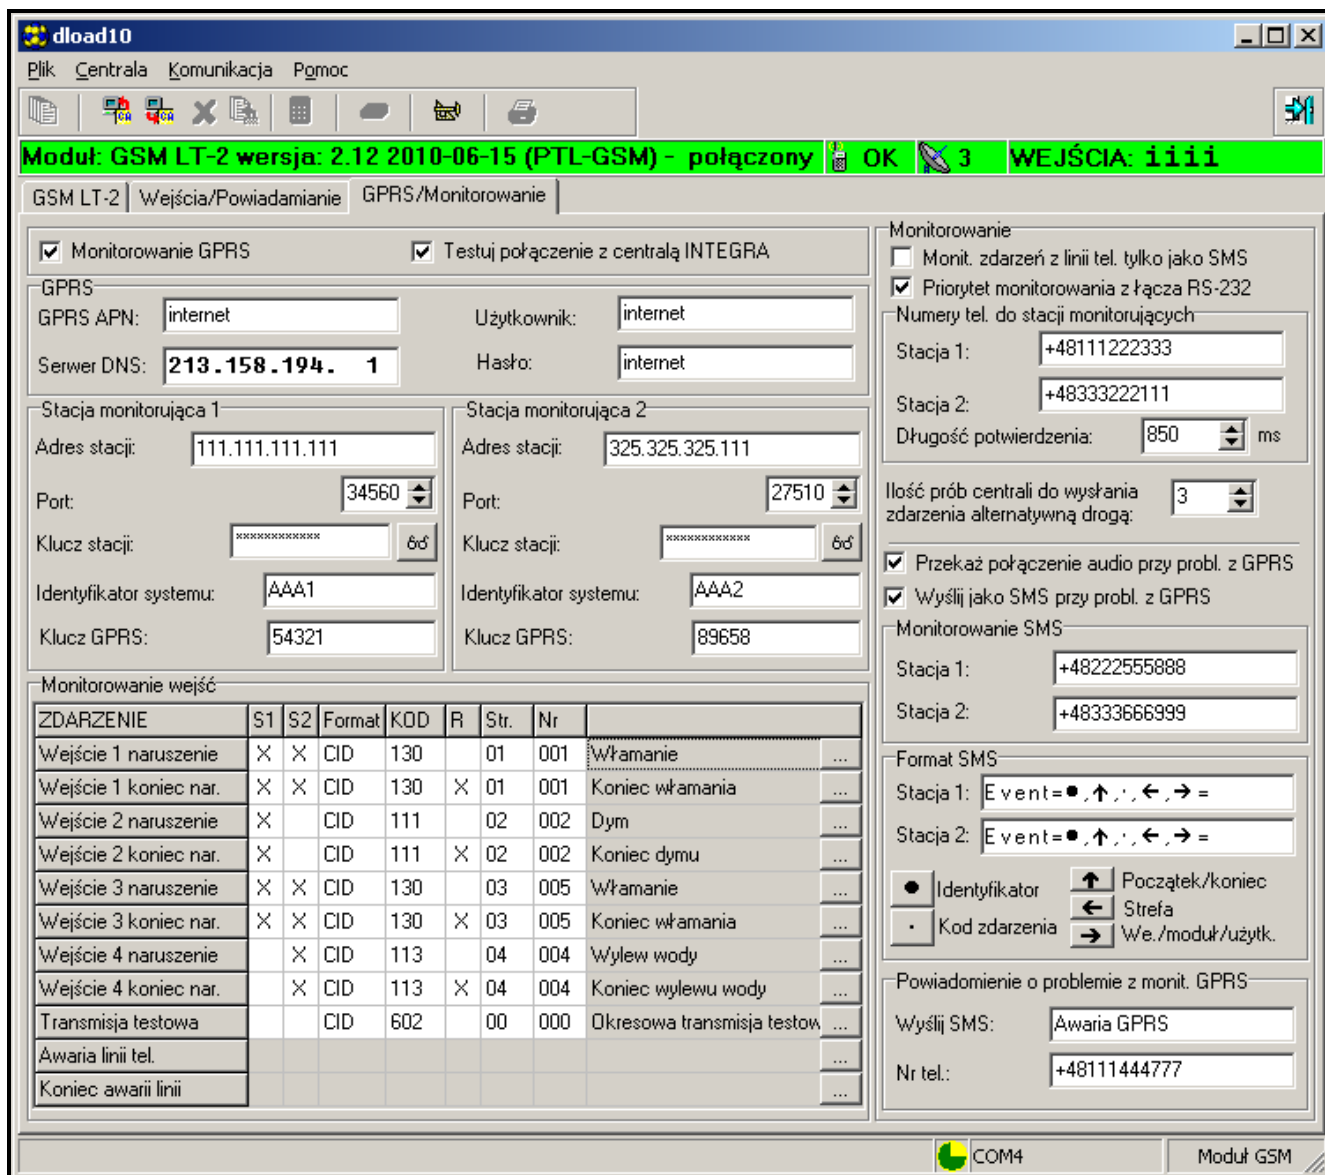 dload10
Plik Centrala Komunikacja Pomoc
Moduł: GSM LT-2 wersja: 2.12 2010-06-15 (PTL-GSM) - połączony OK 3 WEJŚCIA: iiii
GSM LT-2 Wejścia/Powiadamianie GPRS/Monitorowanie
Monitorowanie GPRS Testuj połączenie z centralą INTEGRA
GPRS
GPRS APN: internet Użytkownik: internet
Serwer DNS: 213.158.194. 1 Hasło: internet
Stacja monitorująca 1
Adres stacji: 111.111.111.111
Port: 34560
Klucz stacji: ************
Identyfikator systemu: AAA1
Klucz GPRS: 54321
Stacja monitorująca 2
Adres stacji: 325.325.325.111
Port: 27510
Klucz stacji: ************
Identyfikator systemu: AAA2
Klucz GPRS: 89658
Monitorowanie wejść
ZDARZENIE S1 S2 Format KOD R Str. Nr
Wejście 1 naruszenie X X CID 130 01 001 Włamanie ...
Wejście 1 koniec nar. X X CID 130 X 01 001 Koniec włamania ...
Wejście 2 naruszenie X CID 111 02 002 Dym ...
Wejście 2 koniec nar. X CID 111 X 02 002 Koniec dymu ...
Wejście 3 naruszenie X X CID 130 03 005 Włamanie ...
Wejście 3 koniec nar. X X CID 130 X 03 005 Koniec włamania ...
Wejście 4 naruszenie X CID 113 04 004 Wylew wody ...
Wejście 4 koniec nar. X CID 113 X 04 004 Koniec wylewu wody ...
Transmisja testowa CID 602 00 000 Okresowa transmisja testow ...
Awaria linii tel. ...
Koniec awarii linii ...
Monitorowanie
Monit. zdarzeń z linii tel. tylko jako SMS
Priorytet monitorowania z łącza RS-232
Numery tel. do stacji monitorujących
Stacja 1: +48111222333
Stacja 2: +48333222111
Długość potwierdzenia: 850 ms
Ilość prób centrali do wysłania
zdarzenia alternatywną drogą: 3
Przekaż połączenie audio przy probl. z GPRS
Wyślij jako SMS przy probl. z GPRS
Monitorowanie SMS
Stacja 1: +48222555888
Stacja 2: +48333666999
Format SMS
Stacja 1: Event=●,↑,·,←,→=
Stacja 2: Event=●,↑,·,←,→=
● Identyfikator ↑ Początek/koniec
← Strefa
· Kod zdarzenia → We./moduł/użytk.
Powiadomienie o problemie z monit. GPRS
Wyślij SMS: Awaria GPRS
Nr tel.: +48111444777
COM4 Moduł GSM